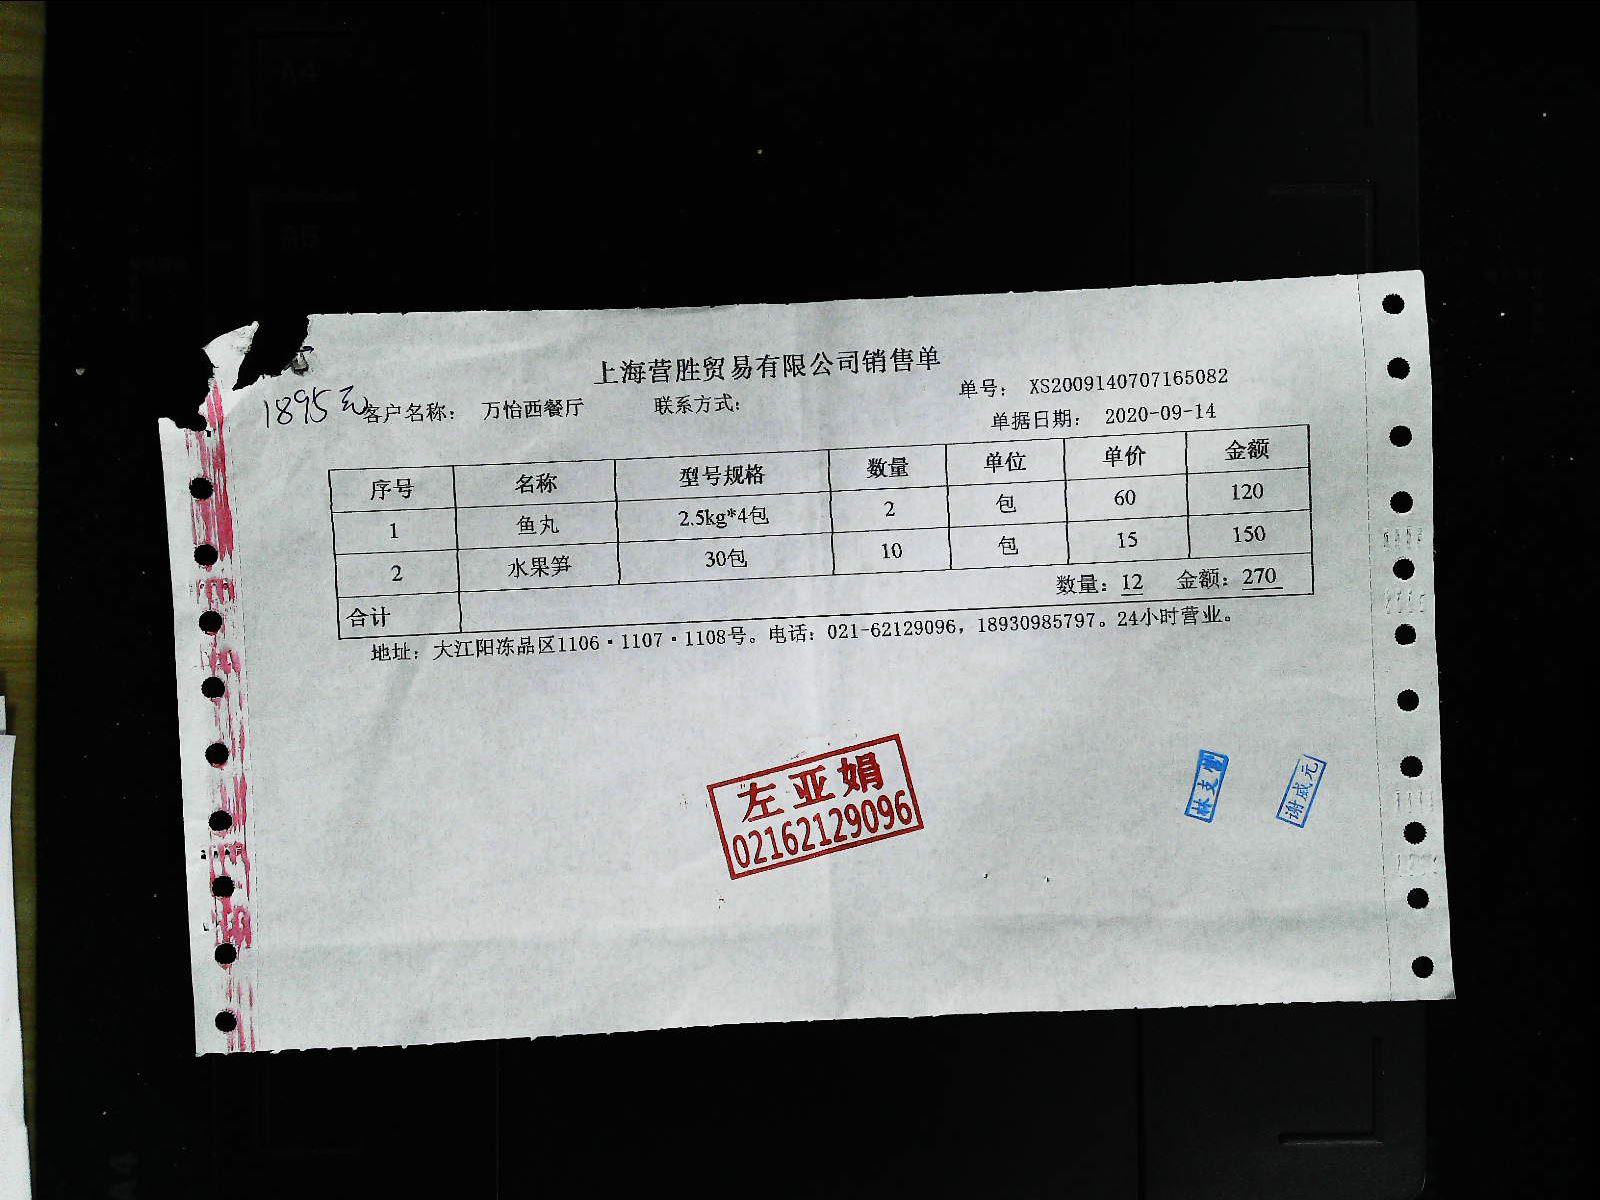 上海营胜贸易有限公司销售单
单号： XS2009140707165082
1895元
客户名称： 万怡西餐厅 联系方式： 单据日期： 2020-09-14
序号 名称 型号规格 数量 单位 单价 金额
1 鱼丸 2.5kg*4包 2 包 60 120
2 水果笋 30包 10 包 15 150
合计 数量：12 金额：270
地址：大江阳冻品区1106·1107·1108号。电话：021-62129096，18930985797。24小时营业。
左亚娟
02162129096
谢成元
A4